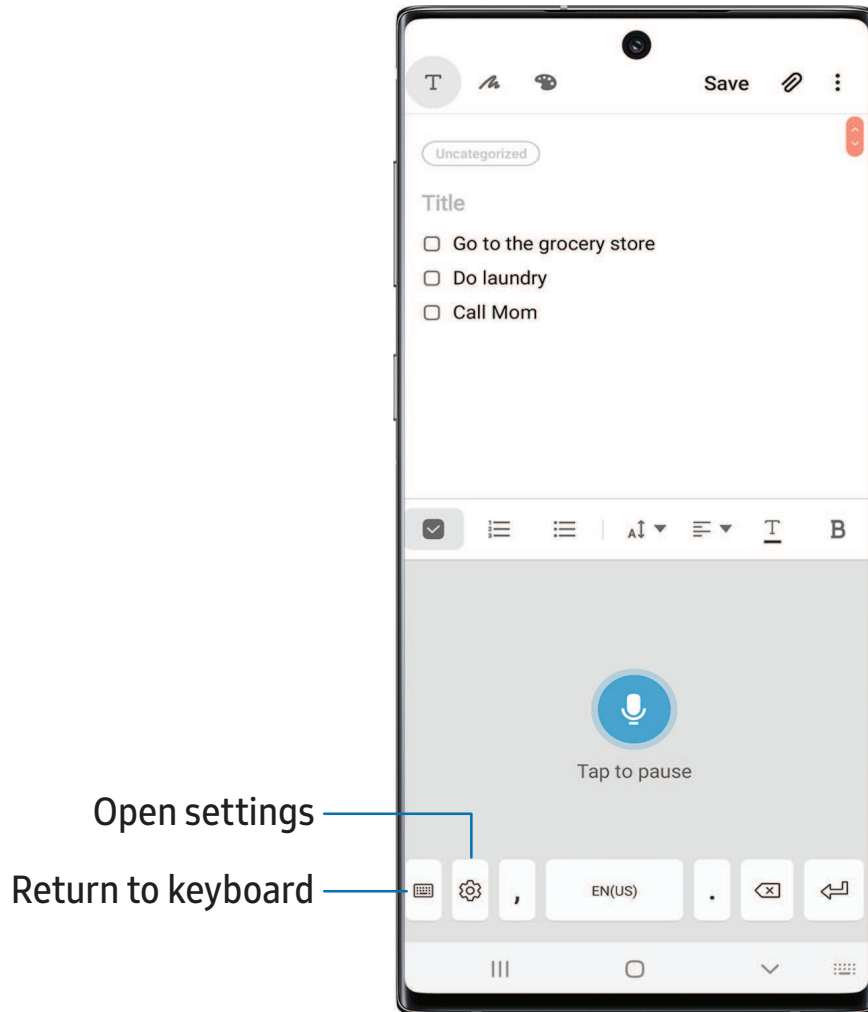 T
Save
Uncategorized
Title
Go to the grocery store
Do laundry
Call Mom
A T B
Tap to pause
Open settings
Return to keyboard
, EN(US) .